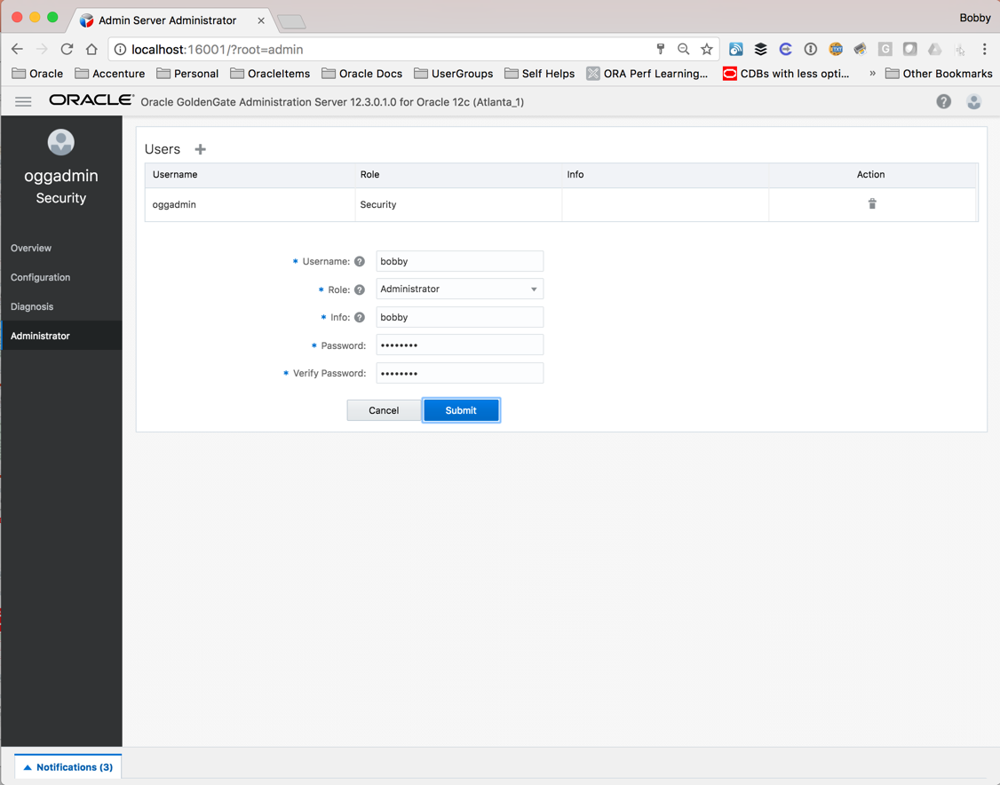 Admin Server Administrator
Bobby
localhost:16001/?root=admin
Oracle Accenture Personal OracleItems Oracle Docs UserGroups Self Helps ORA Perf Learning... CDBs with less opti... » Other Bookmarks
ORACLE Oracle GoldenGate Administration Server 12.3.0.1.0 for Oracle 12c (Atlanta_1)
oggadmin
Security
Overview
Configuration
Diagnosis
Administrator
Users
Username Role Info Action
oggadmin Security
* Username: bobby
* Role: Administrator
* Info: bobby
* Password: ••••••••
* Verify Password: ••••••••
Cancel Submit
Notifications (3)